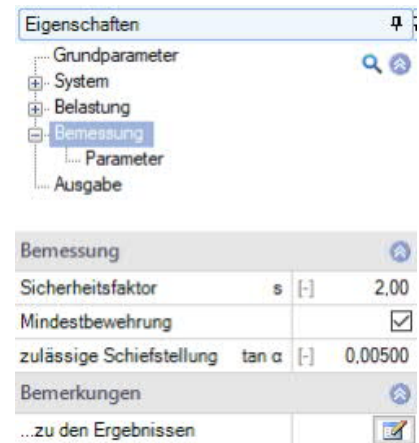 Eigenschaften
Grundparameter
System
Belastung
Bemessung
Parameter
Ausgabe
Bemessung
Sicherheitsfaktor s [-] 2,00
Mindestbewehrung
zulässige Schiefstellung tan α [-] 0,00500
Bemerkungen
...zu den Ergebnissen